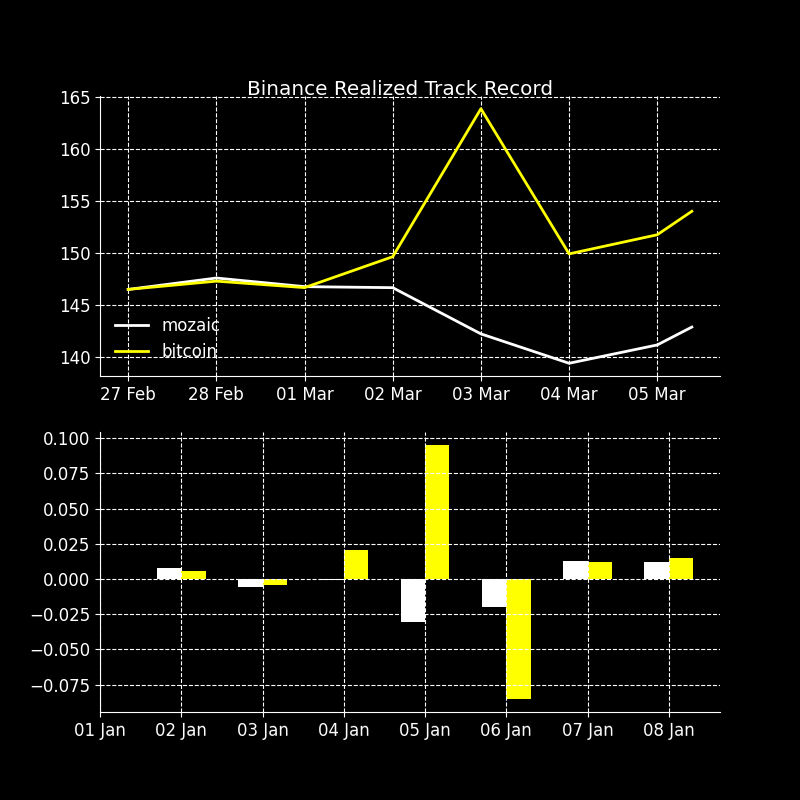 Binance Realized Track Record
165
160
155
150
145
140
mozaic
bitcoin
27 Feb 28 Feb 01 Mar 02 Mar 03 Mar 04 Mar 05 Mar
0.100
0.075
0.050
0.025
0.000
−0.025
−0.050
−0.075
01 Jan 02 Jan 03 Jan 04 Jan 05 Jan 06 Jan 07 Jan 08 Jan